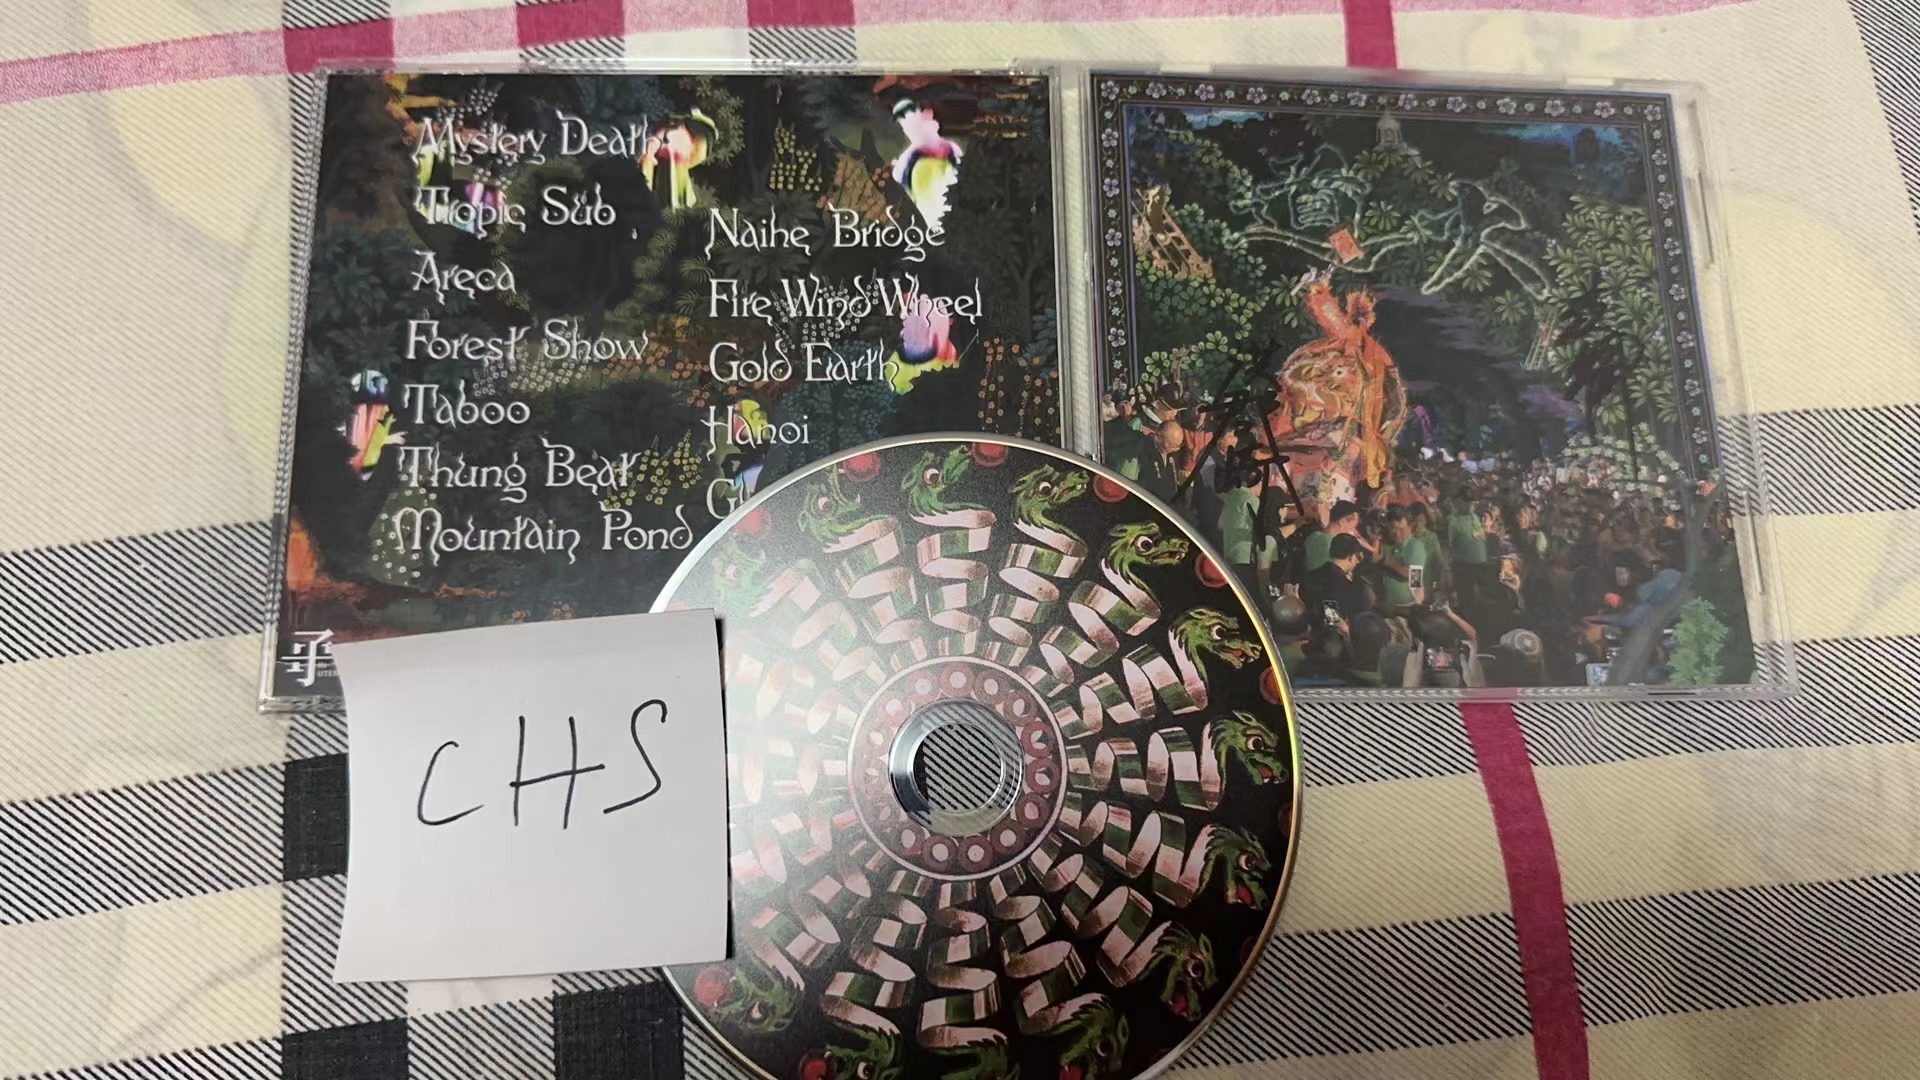 Mystery Death
Tropic Sub
Areca
Forest Show
Taboo
Thung Beat
Mountain Pond
Naihe Bridge
Fire Wind Wheel
Gold Earth
Hanoi
CHS